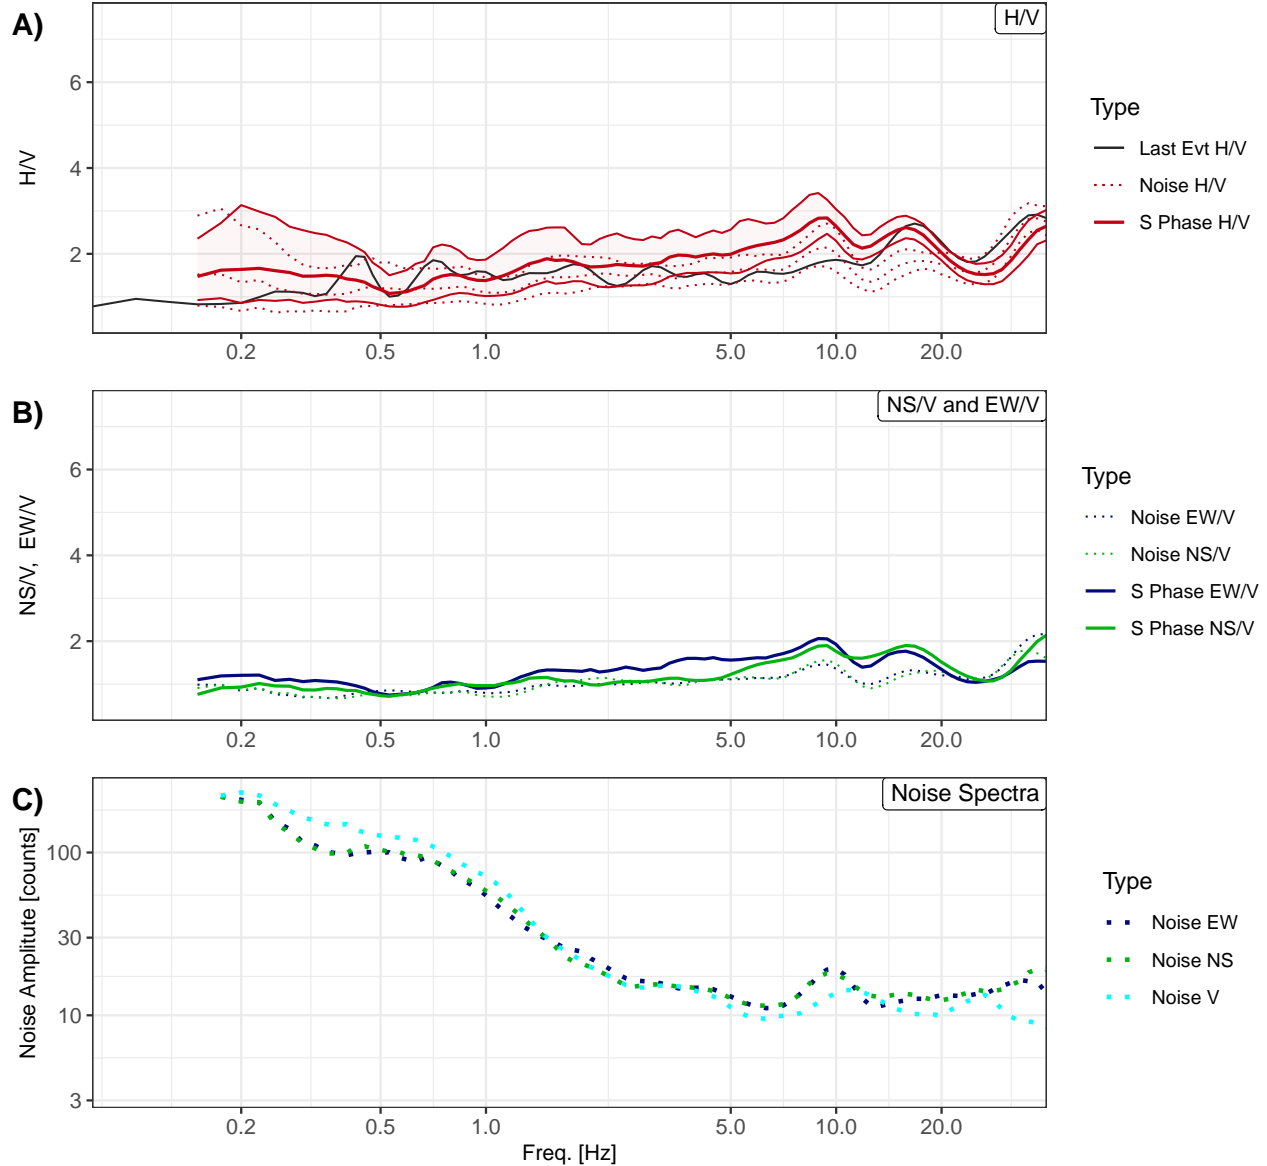 A)
H/V
6
4
2
H/V
0.2 0.5 1.0 5.0 10.0 20.0
Type
Last Evt H/V
Noise H/V
S Phase H/V
B)
NS/V and EW/V
6
4
2
NS/V, EW/V
0.2 0.5 1.0 5.0 10.0 20.0
Type
Noise EW/V
Noise NS/V
S Phase EW/V
S Phase NS/V
C)
Noise Spectra
100
30
10
3
Noise Amplitute [counts]
0.2 0.5 1.0 5.0 10.0 20.0
Freq. [Hz]
Type
Noise EW
Noise NS
Noise V